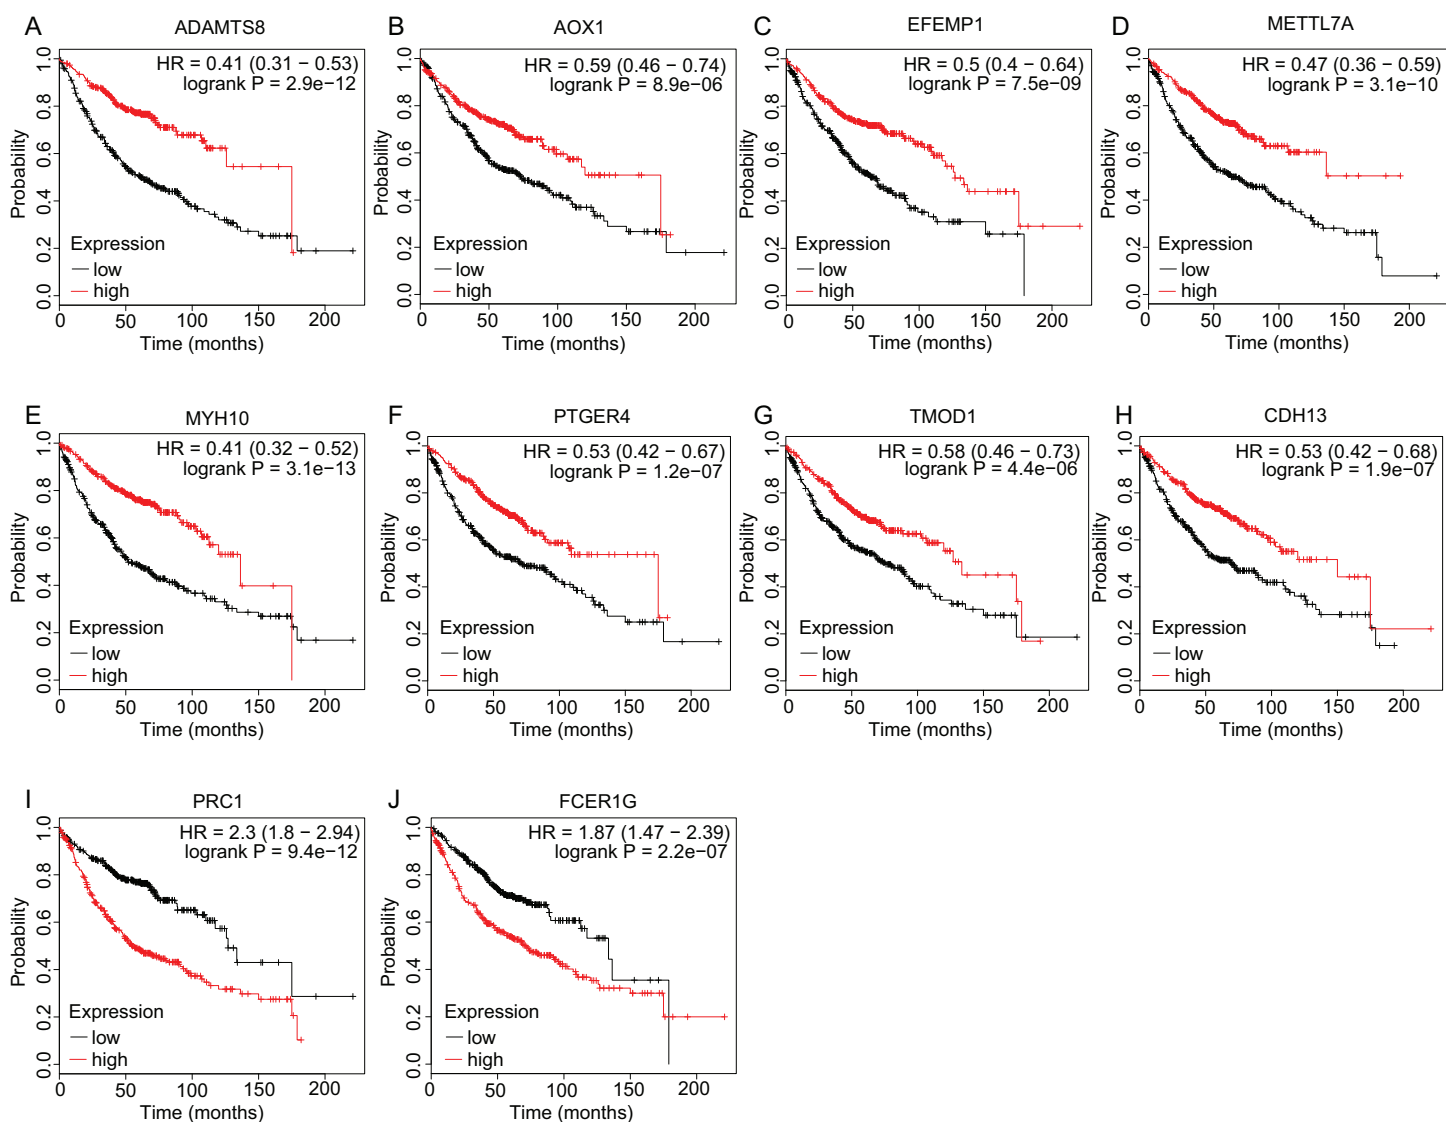 A
ADAMTS8
HR = 0.41 (0.31 − 0.53)
logrank P = 2.9e−12
Probability
0.0 0.2 0.4 0.6 0.8 1.0
Expression
low
high
0 50 100 150 200
Time (months)
B
AOX1
HR = 0.59 (0.46 − 0.74)
logrank P = 8.9e−06
Probability
0.0 0.2 0.4 0.6 0.8 1.0
Expression
low
high
0 50 100 150 200
Time (months)
C
EFEMP1
HR = 0.5 (0.4 − 0.64)
logrank P = 7.5e−09
Probability
0.0 0.2 0.4 0.6 0.8 1.0
Expression
low
high
0 50 100 150 200
Time (months)
D
METTL7A
HR = 0.47 (0.36 − 0.59)
logrank P = 3.1e−10
Probability
0.0 0.2 0.4 0.6 0.8 1.0
Expression
low
high
0 50 100 150 200
Time (months)
E
MYH10
HR = 0.41 (0.32 − 0.52)
logrank P = 3.1e−13
Probability
0.0 0.2 0.4 0.6 0.8 1.0
Expression
low
high
0 50 100 150 200
Time (months)
F
PTGER4
HR = 0.53 (0.42 − 0.67)
logrank P = 1.2e−07
Probability
0.0 0.2 0.4 0.6 0.8 1.0
Expression
low
high
0 50 100 150 200
Time (months)
G
TMOD1
HR = 0.58 (0.46 − 0.73)
logrank P = 4.4e−06
Probability
0.0 0.2 0.4 0.6 0.8 1.0
Expression
low
high
0 50 100 150 200
Time (months)
H
CDH13
HR = 0.53 (0.42 − 0.68)
logrank P = 1.9e−07
Probability
0.0 0.2 0.4 0.6 0.8 1.0
Expression
low
high
0 50 100 150 200
Time (months)
I
PRC1
HR = 2.3 (1.8 − 2.94)
logrank P = 9.4e−12
Probability
0.0 0.2 0.4 0.6 0.8 1.0
Expression
low
high
0 50 100 150 200
Time (months)
J
FCER1G
HR = 1.87 (1.47 − 2.39)
logrank P = 2.2e−07
Probability
0.0 0.2 0.4 0.6 0.8 1.0
Expression
low
high
0 50 100 150 200
Time (months)